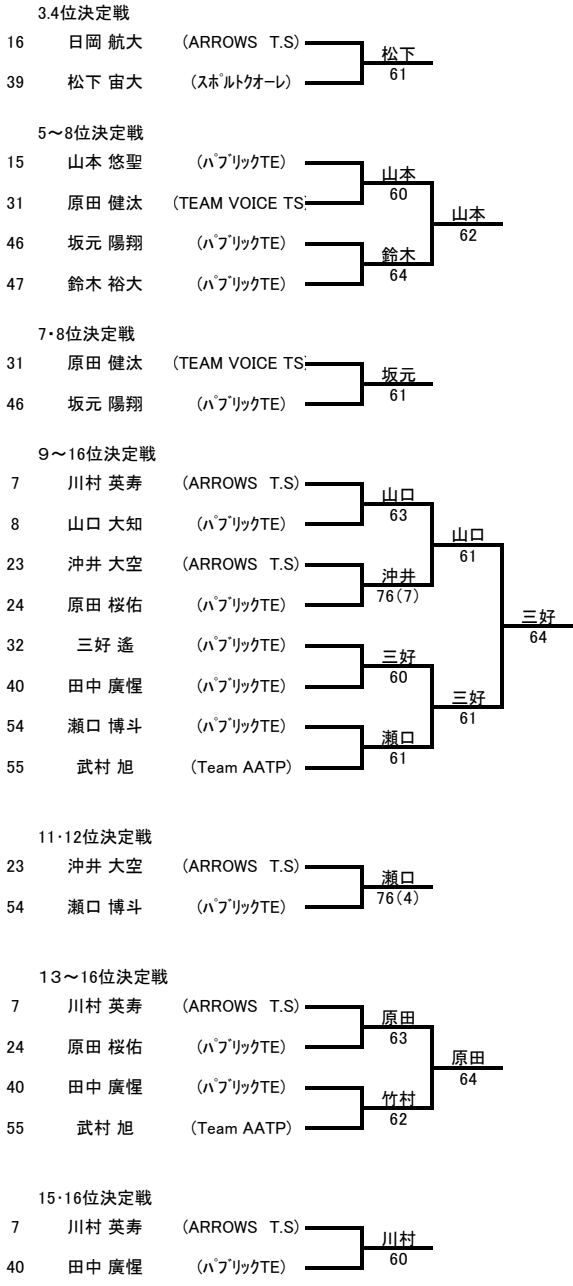 3.4位決定戦
16 日岡 航大 (ARROWS T.S)
松下
61
39 松下 宙大 (ｽﾎﾟﾙﾄｸｵｰﾚ)
5～8位決定戦
15 山本 悠聖 (ﾊﾟﾌﾞﾘｯｸTE)
山本
60
31 原田 健汰 (TEAM VOICE TS)
山本
62
46 坂元 陽翔 (ﾊﾟﾌﾞﾘｯｸTE)
鈴木
64
47 鈴木 裕大 (ﾊﾟﾌﾞﾘｯｸTE)
7・8位決定戦
31 原田 健汰 (TEAM VOICE TS)
坂元
61
46 坂元 陽翔 (ﾊﾟﾌﾞﾘｯｸTE)
９～16位決定戦
7 川村 英寿 (ARROWS T.S)
山口
63
8 山口 大知 (ﾊﾟﾌﾞﾘｯｸTE)
山口
61
23 沖井 大空 (ARROWS T.S)
沖井
76(7)
24 原田 桜佑 (ﾊﾟﾌﾞﾘｯｸTE)
三好
64
32 三好 遙 (ﾊﾟﾌﾞﾘｯｸTE)
三好
60
40 田中 廣惺 (ﾊﾟﾌﾞﾘｯｸTE)
三好
61
54 瀬口 博斗 (ﾊﾟﾌﾞﾘｯｸTE)
瀬口
61
55 武村 旭 (Team AATP)
11・12位決定戦
23 沖井 大空 (ARROWS T.S)
瀬口
76(4)
54 瀬口 博斗 (ﾊﾟﾌﾞﾘｯｸTE)
１３～16位決定戦
7 川村 英寿 (ARROWS T.S)
原田
63
24 原田 桜佑 (ﾊﾟﾌﾞﾘｯｸTE)
原田
64
40 田中 廣惺 (ﾊﾟﾌﾞﾘｯｸTE)
竹村
62
55 武村 旭 (Team AATP)
15・16位決定戦
7 川村 英寿 (ARROWS T.S)
川村
60
40 田中 廣惺 (ﾊﾟﾌﾞﾘｯｸTE)